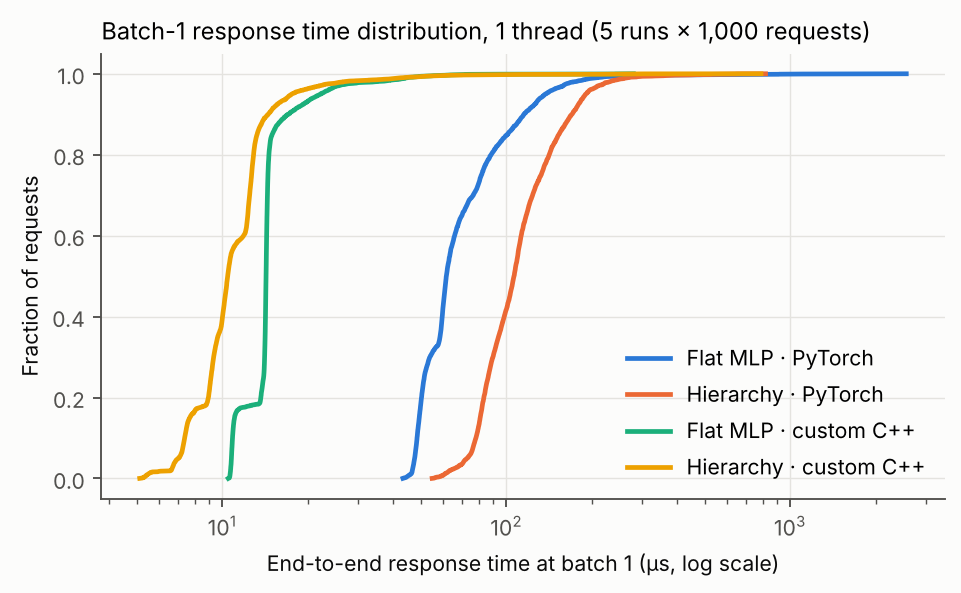 Batch-1 response time distribution, 1 thread (5 runs × 1,000 requests)
Fraction of requests
1.0
0.8
0.6
0.4
0.2
0.0
Flat MLP · PyTorch
Hierarchy · PyTorch
Flat MLP · custom C++
Hierarchy · custom C++
10¹ 10² 10³
End-to-end response time at batch 1 (µs, log scale)